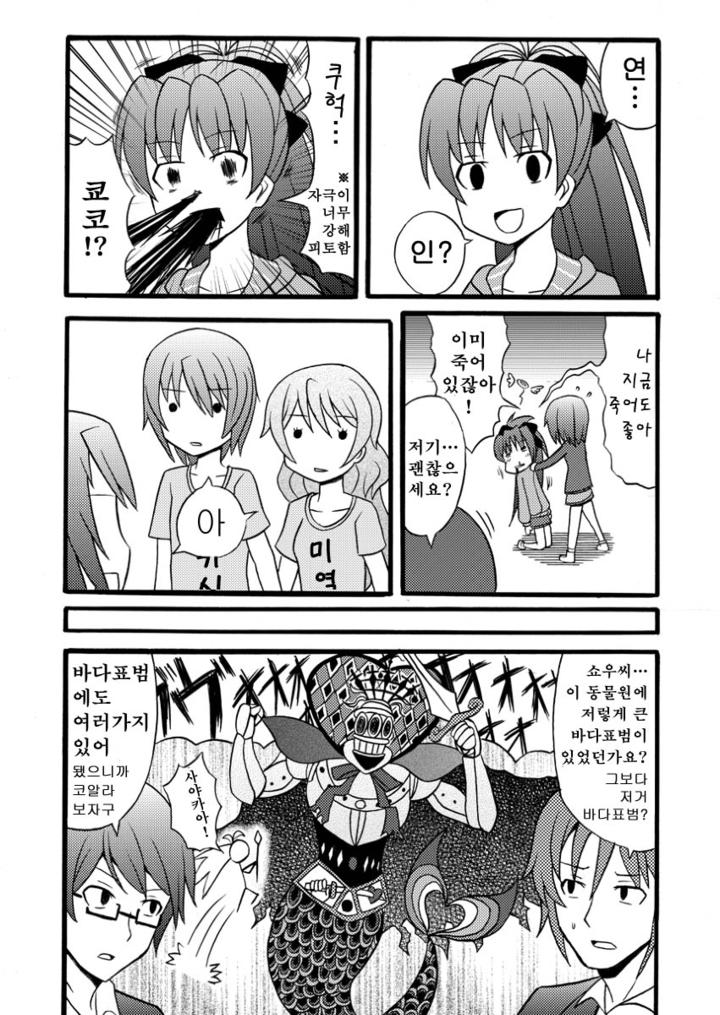 연…
인?
쿠헉…
※
자극이
너무
강해
피토함
쿄코!?
나
지금도
죽어
좋아
이미
죽어
있잖아
!
저기…
괜찮으
세요?
아
미역
쇼우씨…
이 동물원에
저렇게 큰
바다표범이
있었던가요?
그보다
저거
바다표범?
사야카아!
바다표범
에도
여러가지
있어
됐으니까
코알라
보자구